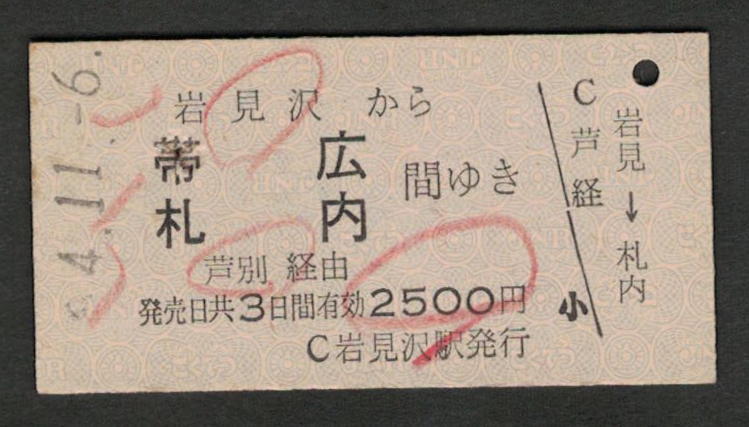 岩見沢 から
帯広
札内
間ゆき
芦別 経由
発売日共3日間有効2500円
C岩見沢駅発行
C芦経
小
岩見→札内
4.11.-6.